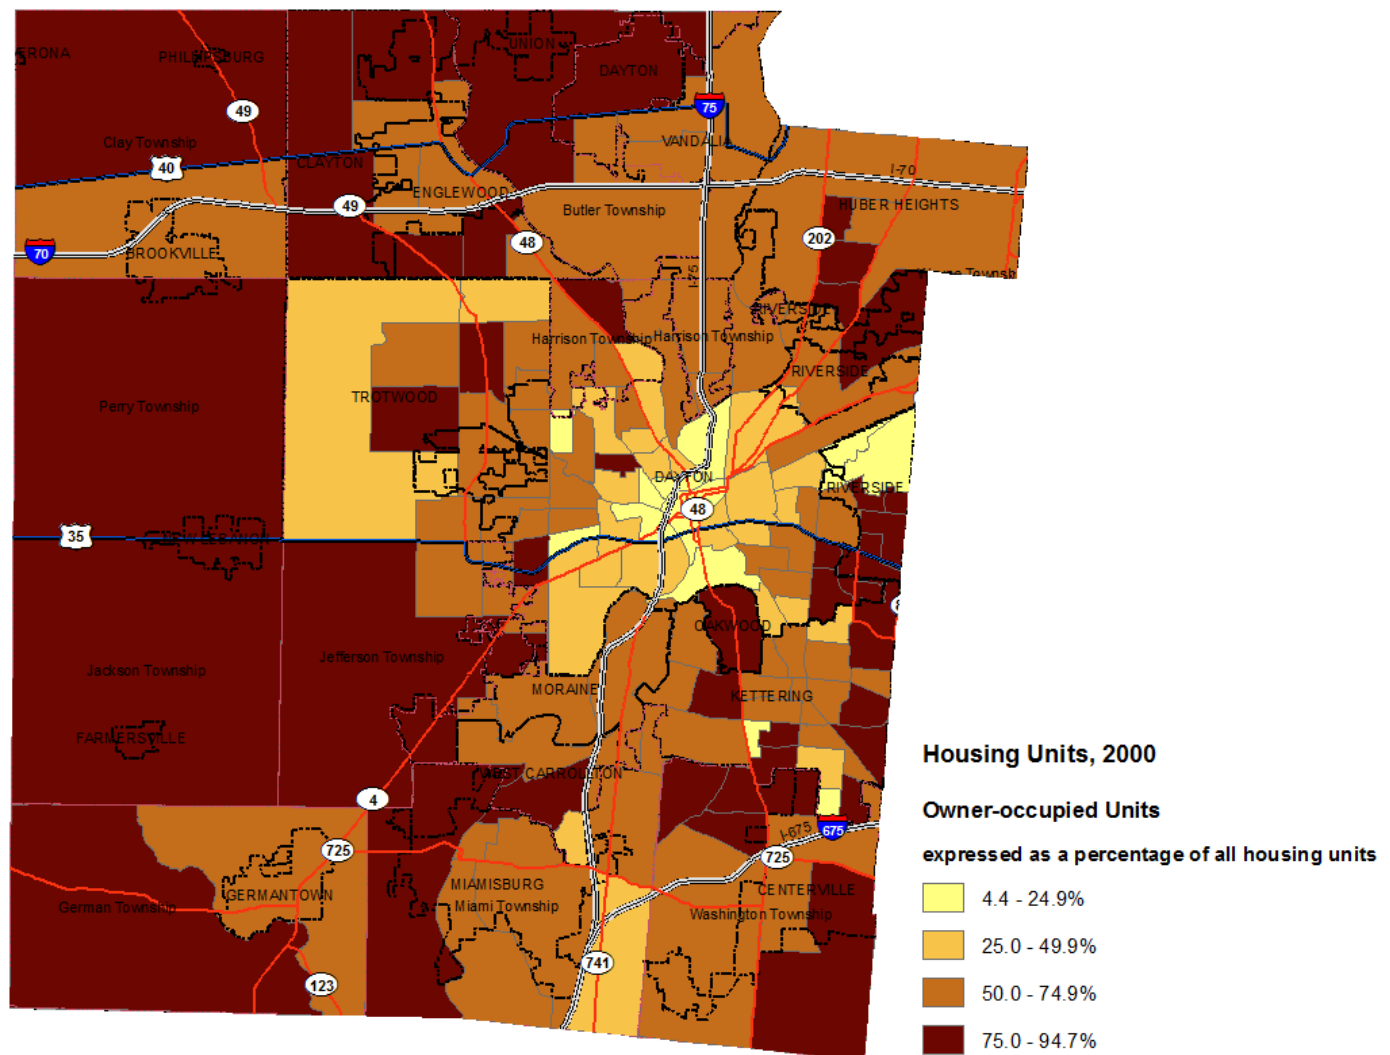 UNION
ERONA
PHILLIPSBURG
DAYTON
49
75
Clay Township
VANDALIA
40
CLAYTON
I-70
ENGLEWOOD
49
HUBER HEIGHTS
Butler Township
202
48
70
BROOKVILLE
I-75
RIVERSIDE
Harrison Township
Harrison Township
RIVERSIDE
TROTWOOD
Perry Township
DAYTON
RIVERSIDE
48
35
NEW LEBANON
OAKWOOD
Jefferson Township
Jackson Township
MORAINE
KETTERING
FARMERSVILLE
WEST CARROLLTON
4
I-675
675
725
725
MIAMISBURG
CENTERVILLE
GERMANTOWN
Miami Township
German Township
Washington Township
741
123
Housing Units, 2000
Owner-occupied Units
expressed as a percentage of all housing units
4.4 - 24.9%
25.0 - 49.9%
50.0 - 74.9%
75.0 - 94.7%